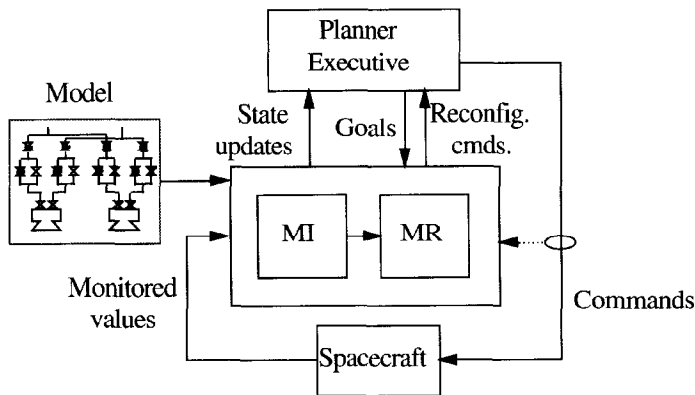 Planner
Executive
Model
State
updates
Goals
Reconfig.
cmds.
MI
MR
Monitored
values
Commands
Spacecraft